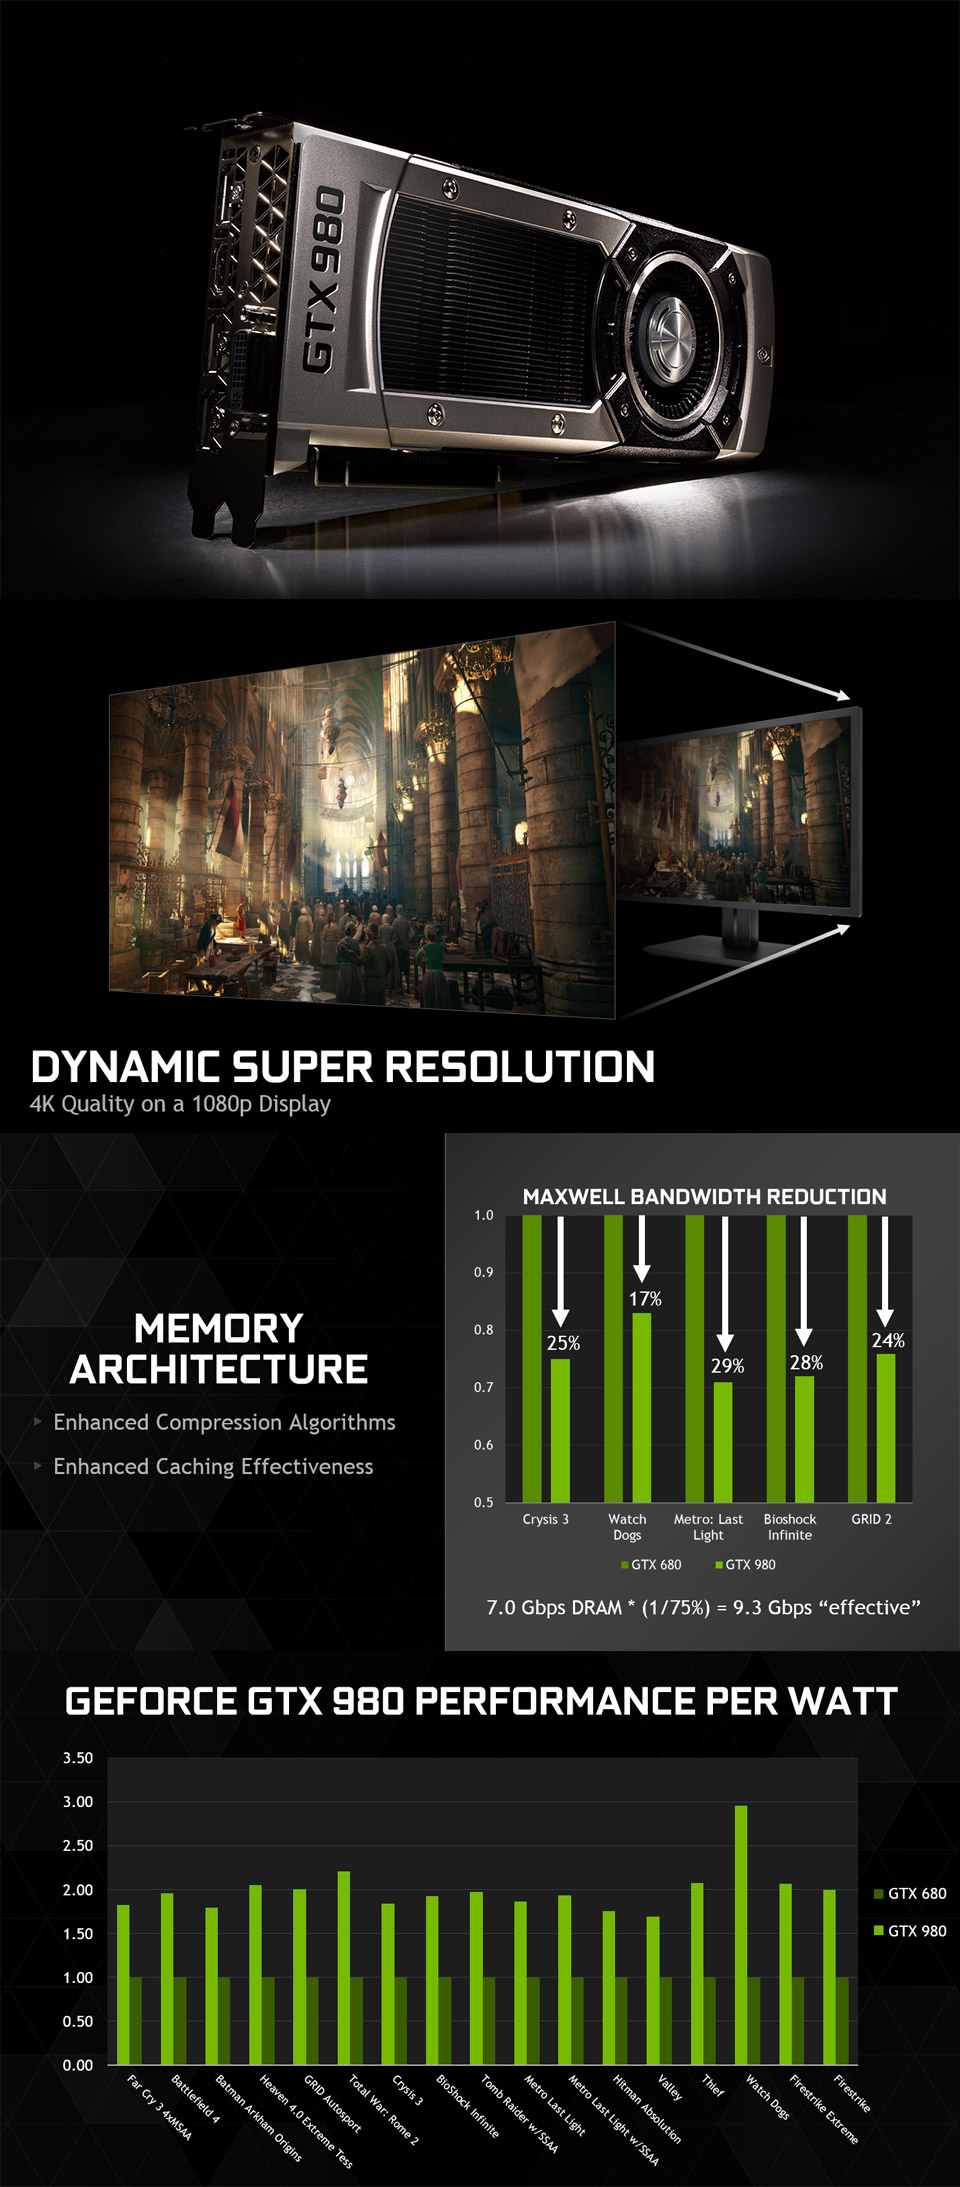 GTX 980
DYNAMIC SUPER RESOLUTION
4K Quality on a 1080p Display
MEMORY
ARCHITECTURE
Enhanced Compression Algorithms
Enhanced Caching Effectiveness
MAXWELL BANDWIDTH REDUCTION
1.0
0.9
0.8
0.7
0.6
0.5
25%
17%
29%
28%
24%
Crysis 3
Watch
Dogs
Metro: Last
Light
Bioshock
Infinite
GRID 2
GTX 680
GTX 980
7.0 Gbps DRAM * (1/75%) = 9.3 Gbps “effective”
GEFORCE GTX 980 PERFORMANCE PER WATT
3.50
3.00
2.50
2.00
1.50
1.00
0.50
0.00
GTX 680
GTX 980
Far Cry 3 4xMSAA
Battlefield 4
Batman Arkham Origins
Heaven 4.0 Extreme Tess
GRID Autosport
Total War: Rome 2
Crysis 3
BioShock Infinite
Tomb Raider w/SSAA
Metro Last Light
Metro Last Light w/SSAA
Hitman Absolution
Valley
Thief
Watch Dogs
Firestrike Extreme
Firestrike